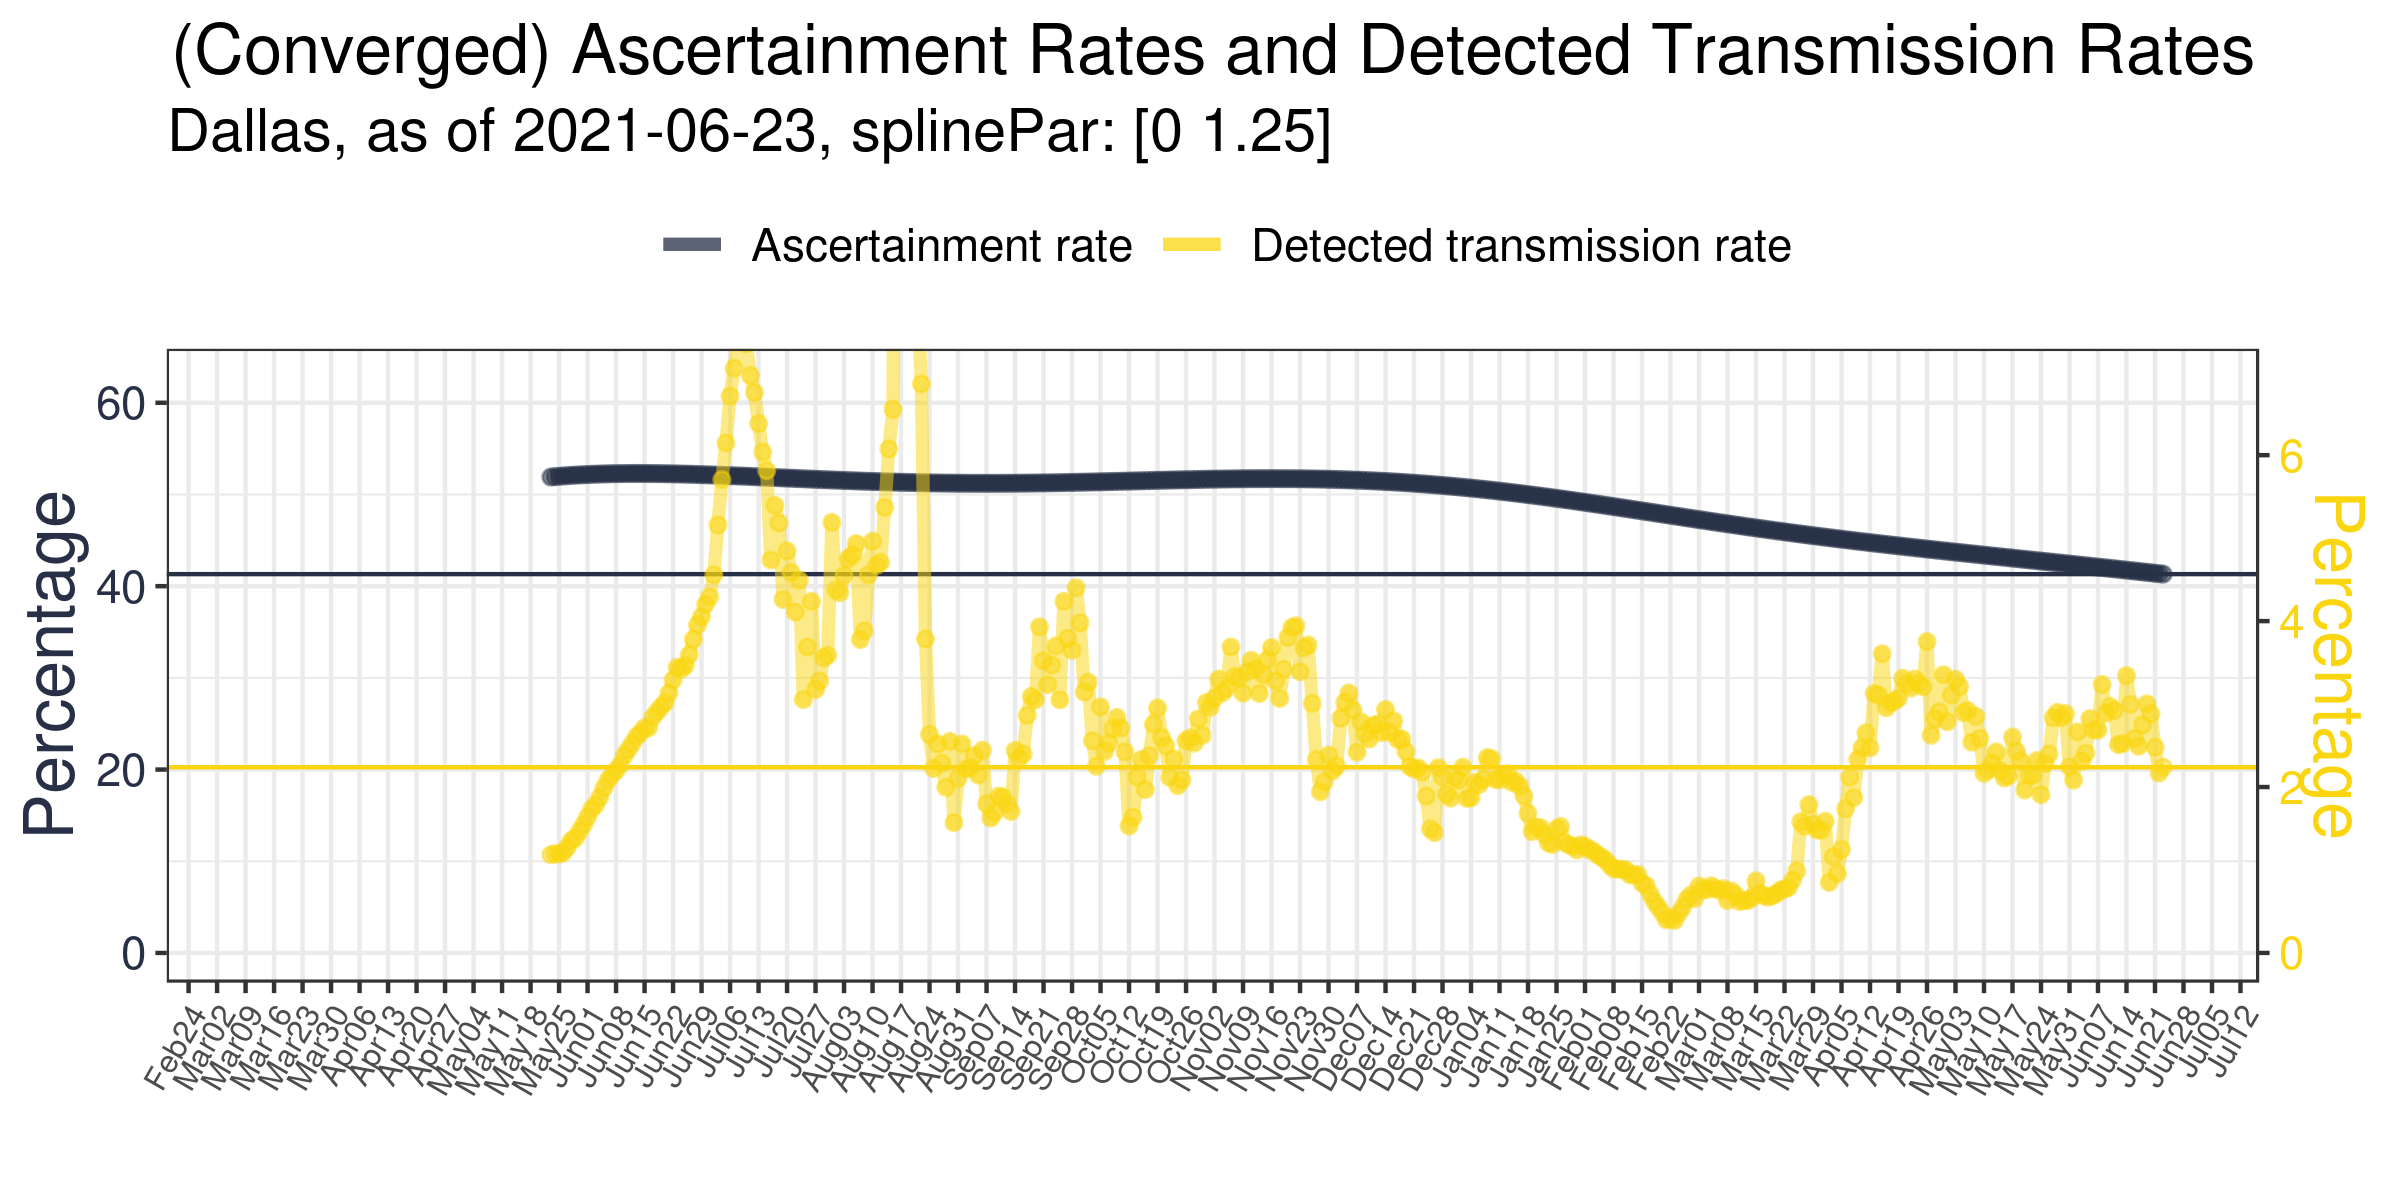 (Converged) Ascertainment Rates and Detected Transmission Rates
Dallas, as of 2021-06-23, splinePar: [0 1.25]
Ascertainment rate
Detected transmission rate
Percentage
60
40
20
0
6
4
2
0
Percentage
Feb24
Mar02
Mar09
Mar16
Mar23
Mar30
Apr06
Apr13
Apr20
Apr27
May04
May11
May18
May25
Jun01
Jun08
Jun15
Jun22
Jun29
Jul06
Jul13
Jul20
Jul27
Aug03
Aug10
Aug17
Aug24
Aug31
Sep07
Sep14
Sep21
Sep28
Oct05
Oct12
Oct19
Oct26
Nov02
Nov09
Nov16
Nov23
Nov30
Dec07
Dec14
Dec21
Dec28
Jan04
Jan11
Jan18
Jan25
Feb01
Feb08
Feb15
Feb22
Mar01
Mar08
Mar15
Mar22
Mar29
Apr05
Apr12
Apr19
Apr26
May03
May10
May17
May24
May31
Jun07
Jun14
Jun21
Jun28
Jul05
Jul12